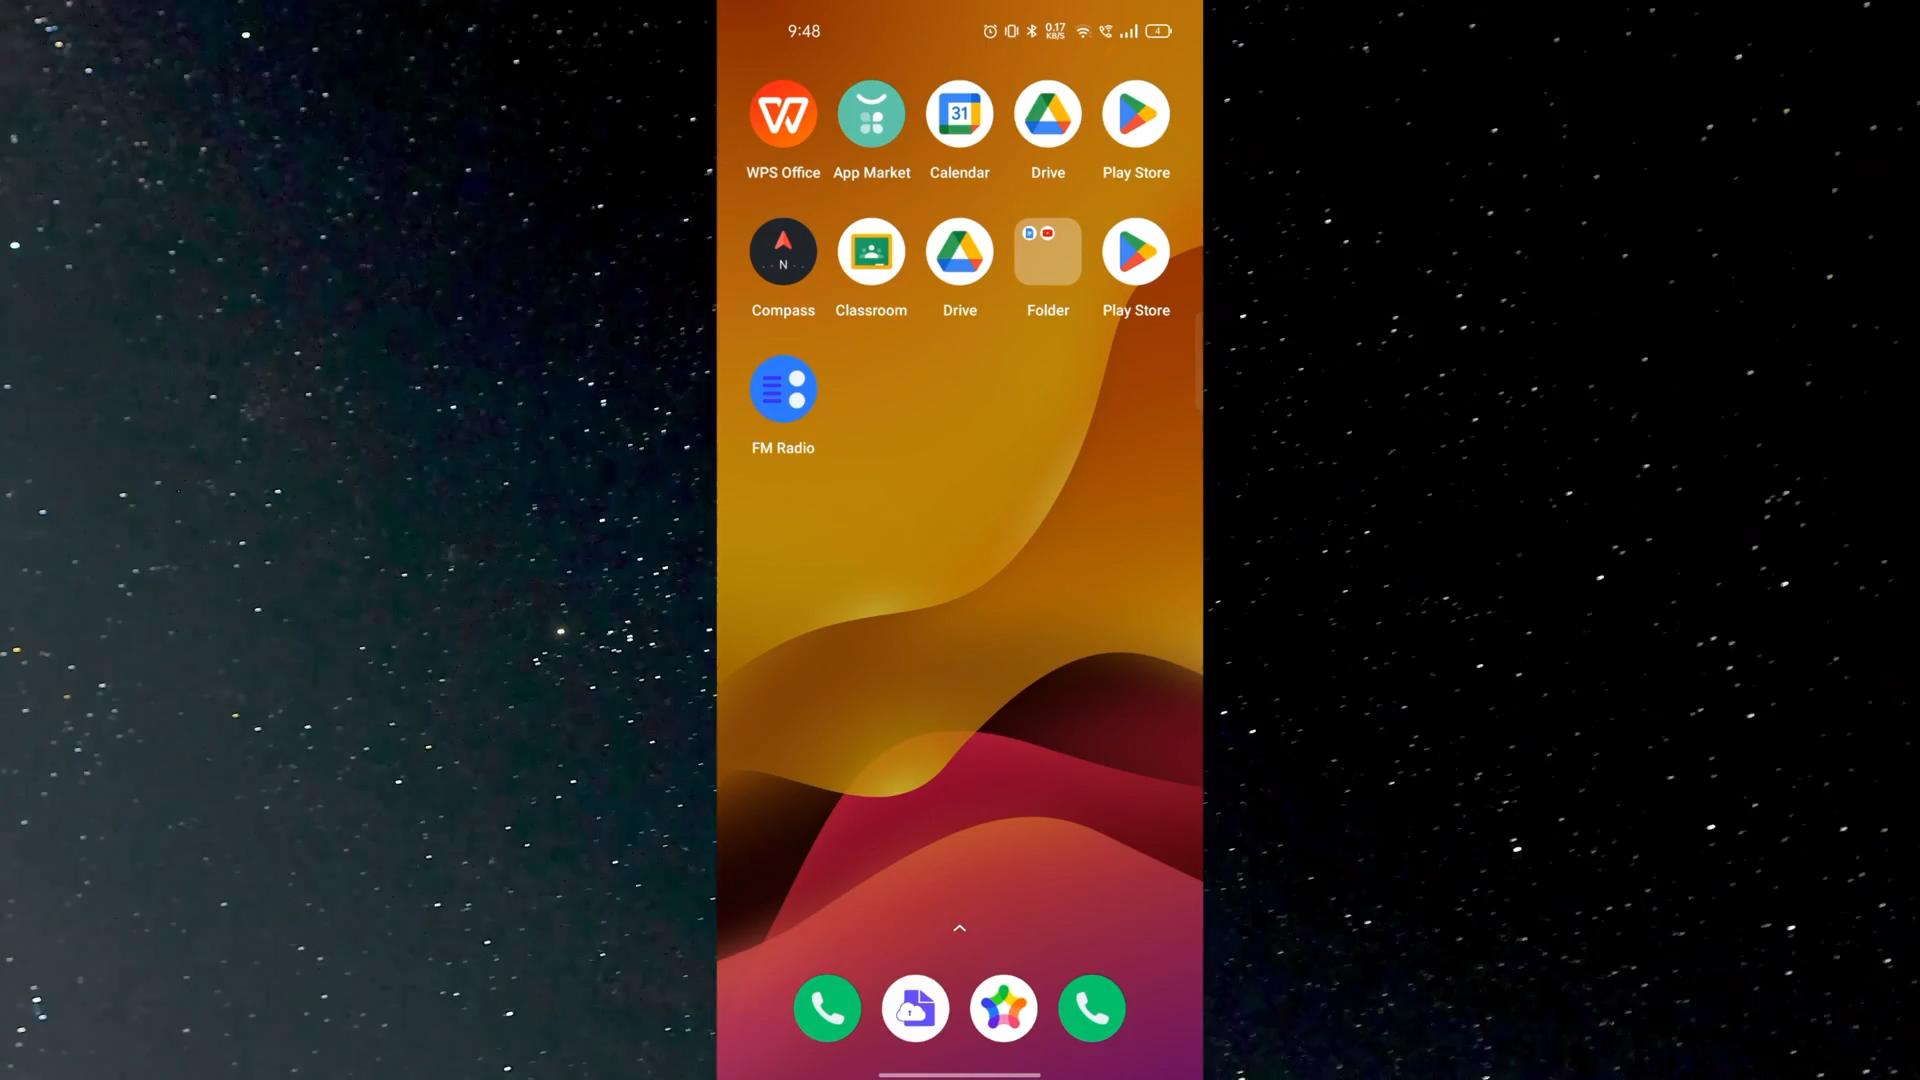 9:48 0.17 KB/S 4
31
WPS Office App Market Calendar Drive Play Store
N
Compass Classroom Drive Folder Play Store
FM Radio